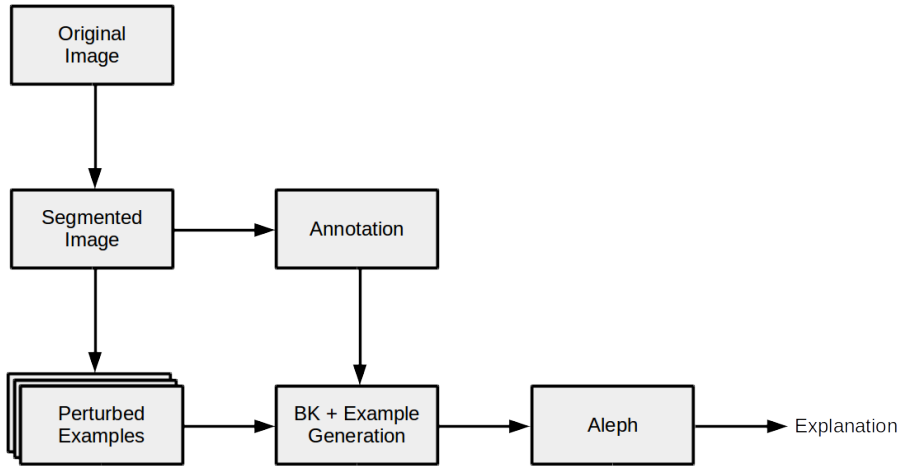 Original
Image
Segmented
Image
Annotation
Perturbed
Examples
BK + Example
Generation
Aleph
Explanation